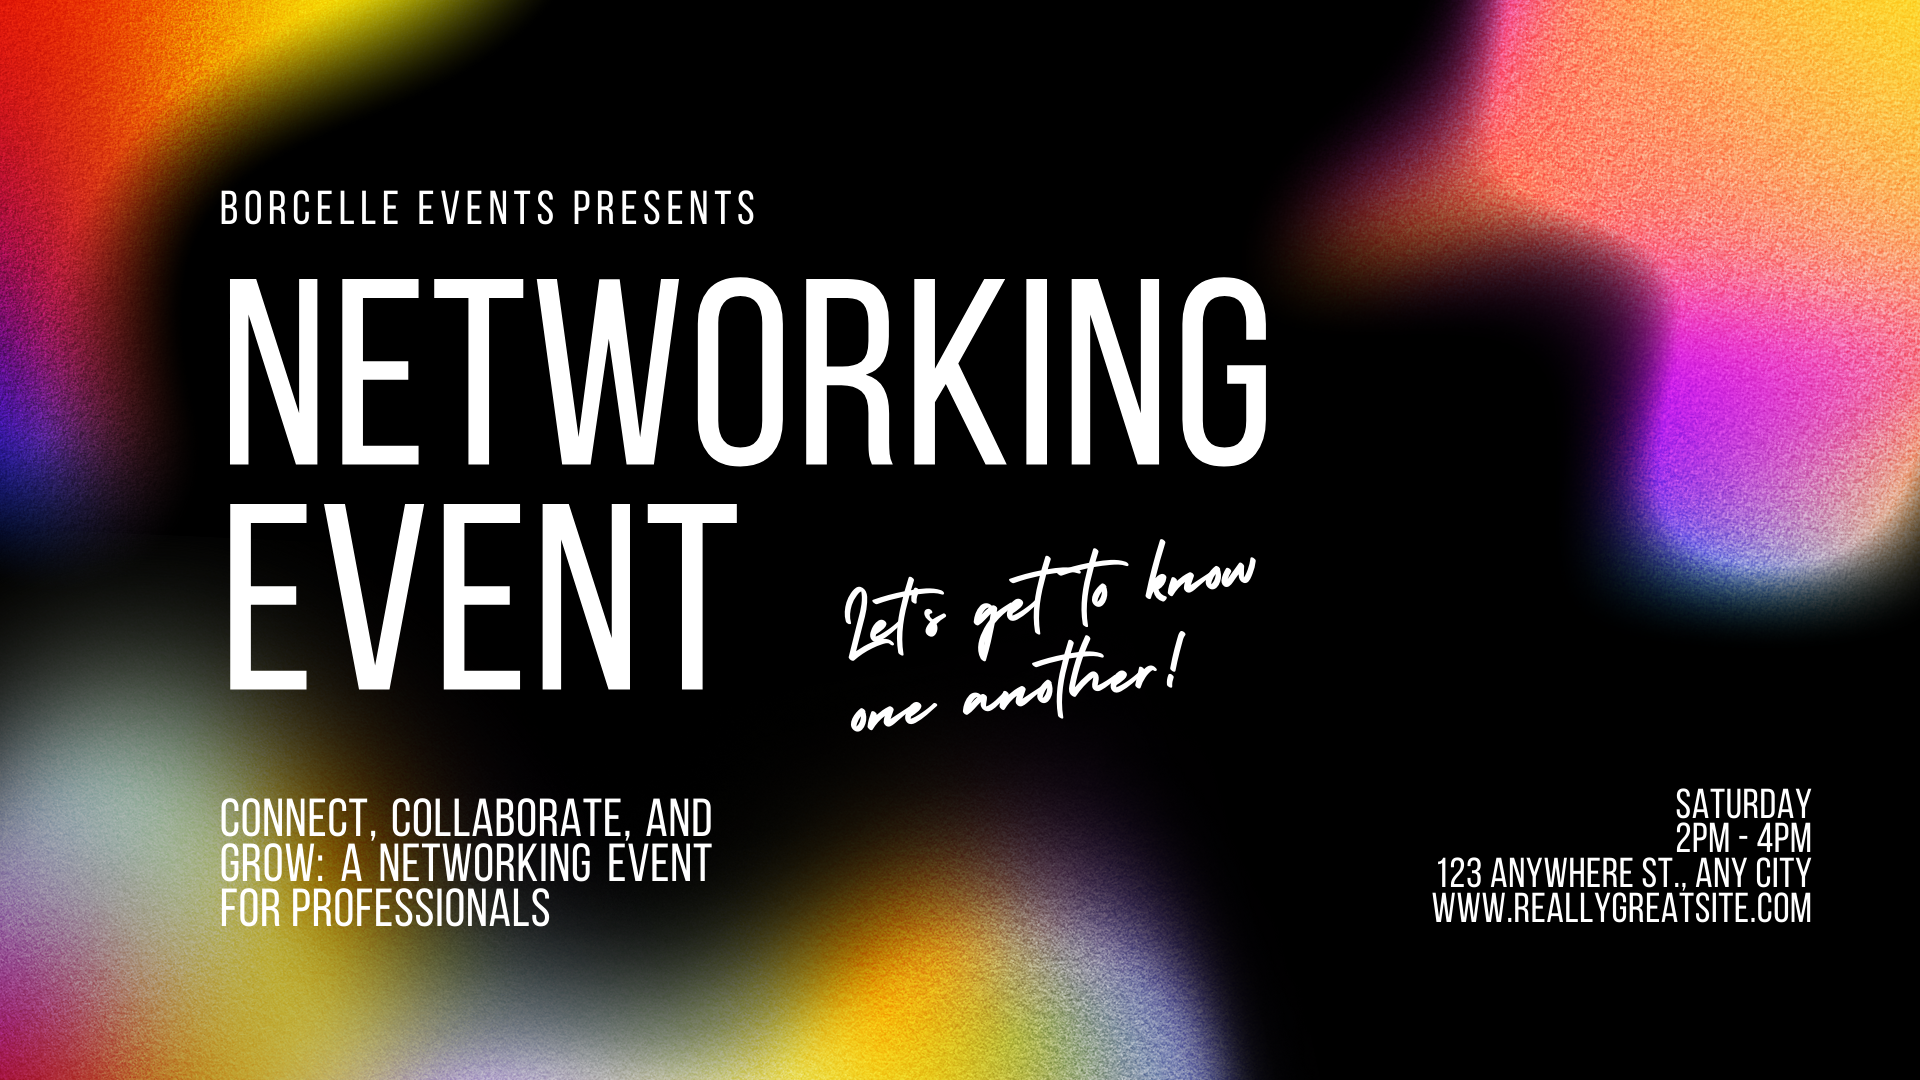 BORCELLE EVENTS PRESENTS
NETWORKING
EVENT
Let's get to know
one another!
CONNECT, COLLABORATE, AND
GROW: A NETWORKING EVENT
FOR PROFESSIONALS
SATURDAY
2PM - 4PM
123 ANYWHERE ST., ANY CITY
WWW.REALLYGREATSITE.COM